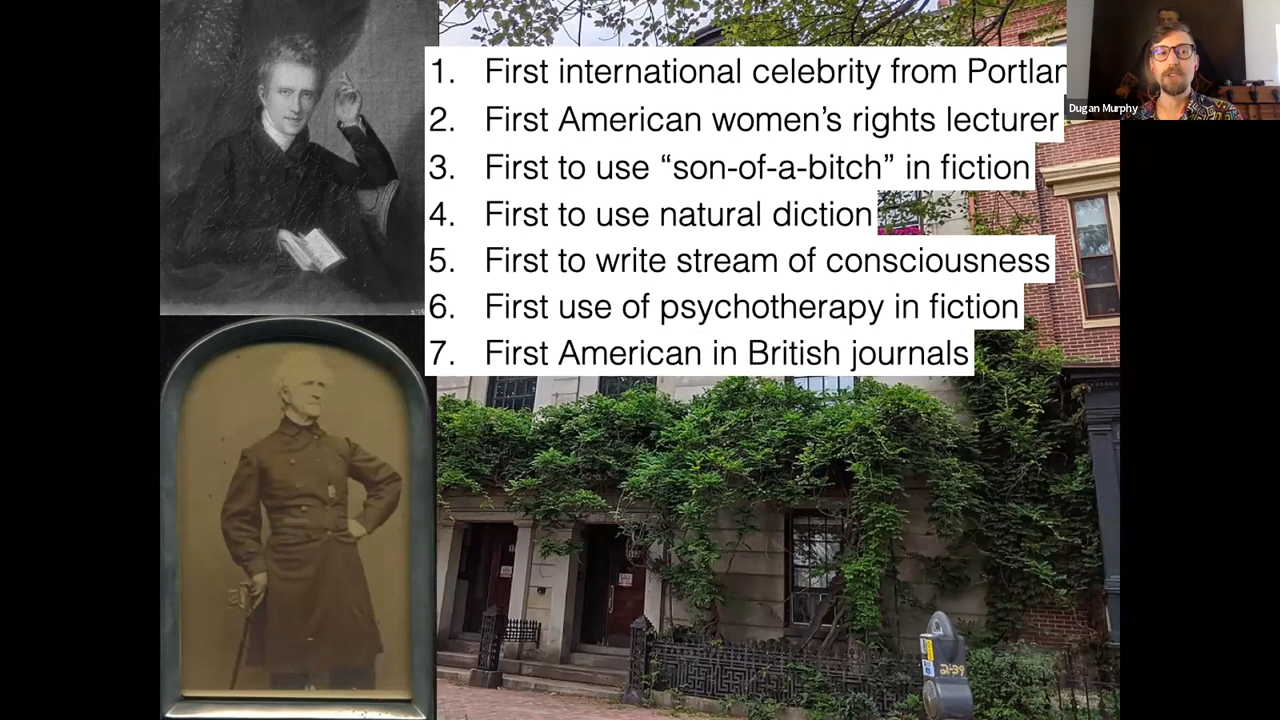 1. First international celebrity from Portlan
2. First American women’s rights lecturer
3. First to use “son-of-a-bitch” in fiction
4. First to use natural diction
5. First to write stream of consciousness
6. First use of psychotherapy in fiction
7. First American in British journals
Dugan Murphy
2-39